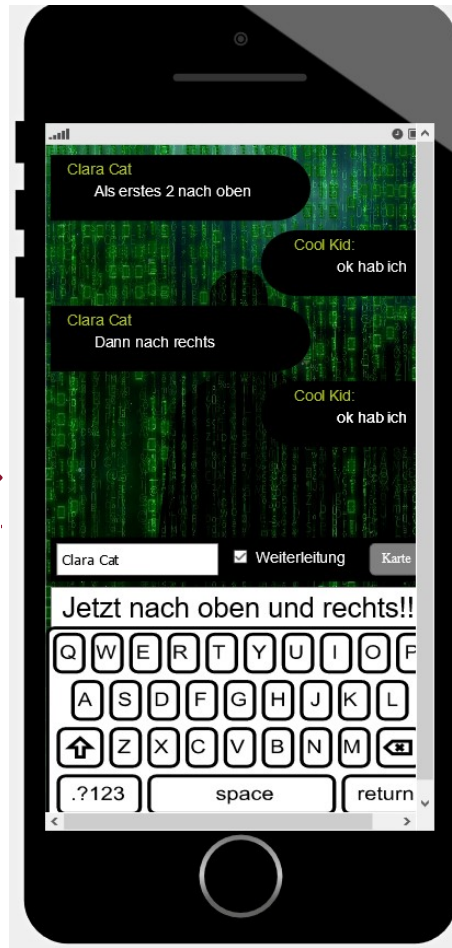 Clara Cat
Als erstes 2 nach oben
Cool Kid:
ok hab ich
Clara Cat
Dann nach rechts
Cool Kid:
ok hab ich
Clara Cat
Weiterleitung
Karte
Jetzt nach oben und rechts!!
Q W E R T Y U I O P
A S D F G H J K L
Z X C V B N M
.?123 space return